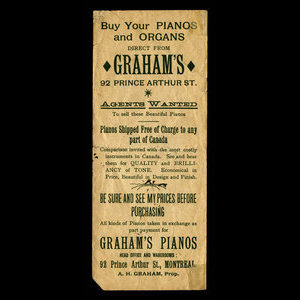 Buy Your PIANOS
and ORGANS
DIRECT FROM
GRAHAM'S
92 PRINCE ARTHUR ST.
AGENTS WANTED
To sell these Beautiful Pianos
Pianos Shipped Free of Charge to any
part of Canada
Comparison invited with the most costly
instruments in Canada. See and hear
them for QUALITY and BRILLI-
ANCY of TONE. Economical in
Price, Beautiful in Design and Finish.
BE SURE AND SEE MY PRICES BEFORE
PURCHASING
All kinds of Pianos taken in exchange as
part payment for
GRAHAM'S PIANOS
HEAD OFFICE AND WAREROOMS:
92 Prince Arthur St., MONTREAL
A. H. GRAHAM, Prop.